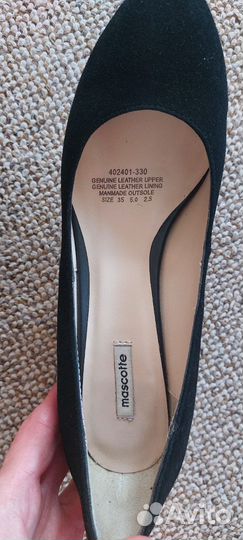 402401-330
GENUINE LEATHER UPPER
GENUINE LEATHER LINING
MANMADE OUTSOLE
SIZE 35 5.0 2.5
mascotte
Avito